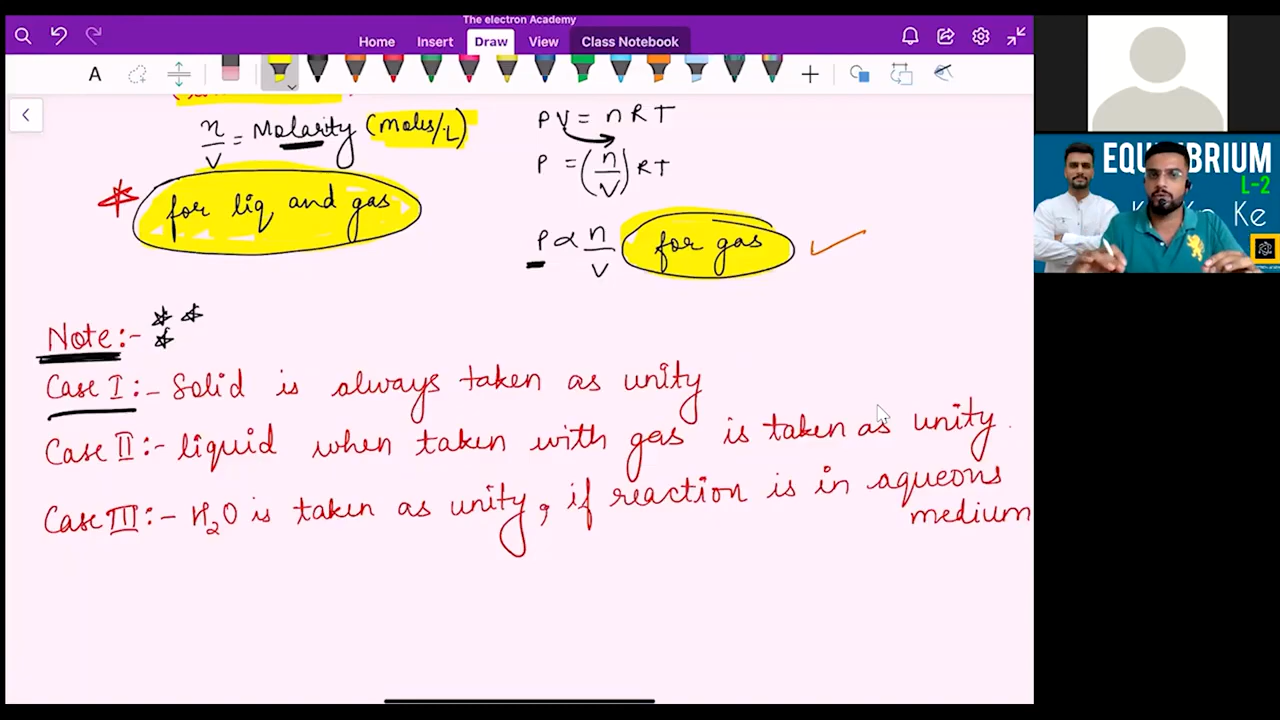 The electron Academy
Home Insert Draw View Class Notebook
A
n/V = Molarity (moles/L)
for liq and gas
PV = nRT
P = (n/V) RT
P ∝ n/V for gas
Note:-
Case I:- Solid is always taken as unity
Case II:- liquid when taken with gas is taken as unity.
Case III:- H₂O is taken as unity, if reaction is in aqueous
medium
EQUILIBRIUM
L-2
Ke